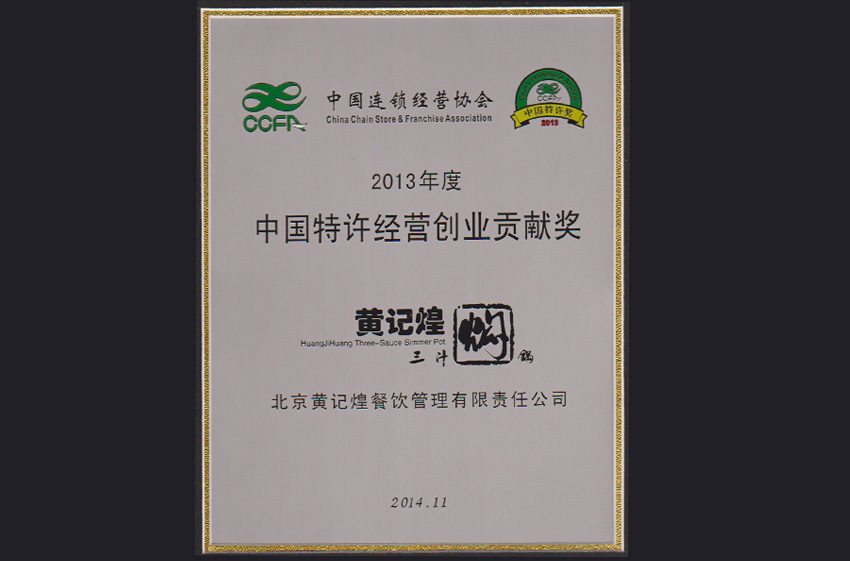 CCFA
中国连锁经营协会
China Chain Store & Franchise Association
CCFA
中国特许奖
2013
2013年度
中国特许经营创业贡献奖
黄记煌
HuangJiHuang Three-Sauce Simmer Pot
三汁
焖
锅
北京黄记煌餐饮管理有限责任公司
2014.11